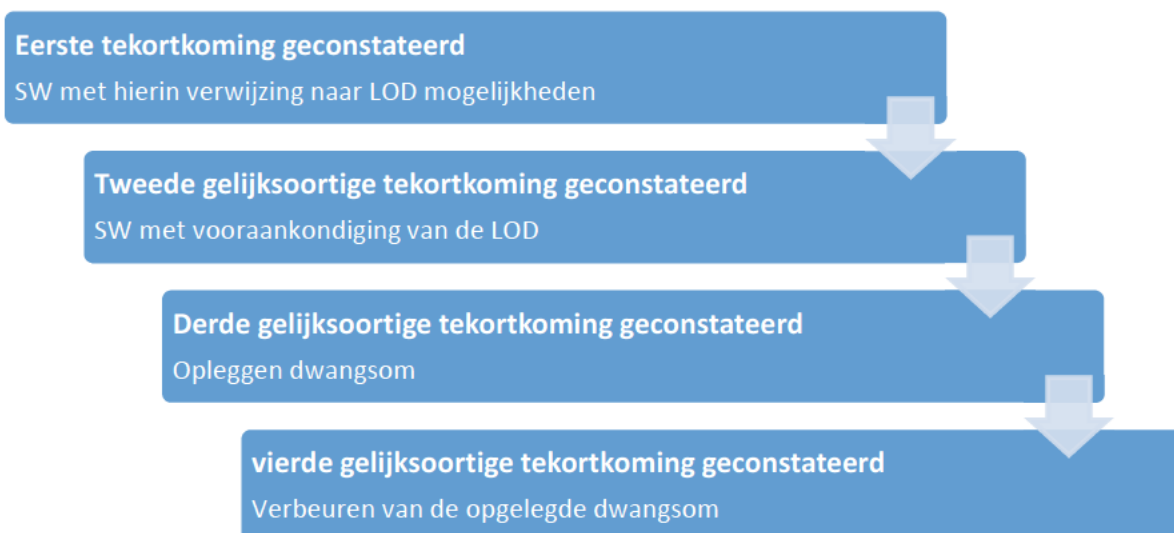 Eerste tekortkoming geconstateerd
SW met hierin verwijzing naar LOD mogelijkheden
Tweede gelijksoortige tekortkoming geconstateerd
SW met vooraankondiging van de LOD
Derde gelijksoortige tekortkoming geconstateerd
Opleggen dwangsom
vierde gelijksoortige tekortkoming geconstateerd
Verbeuren van de opgelegde dwangsom